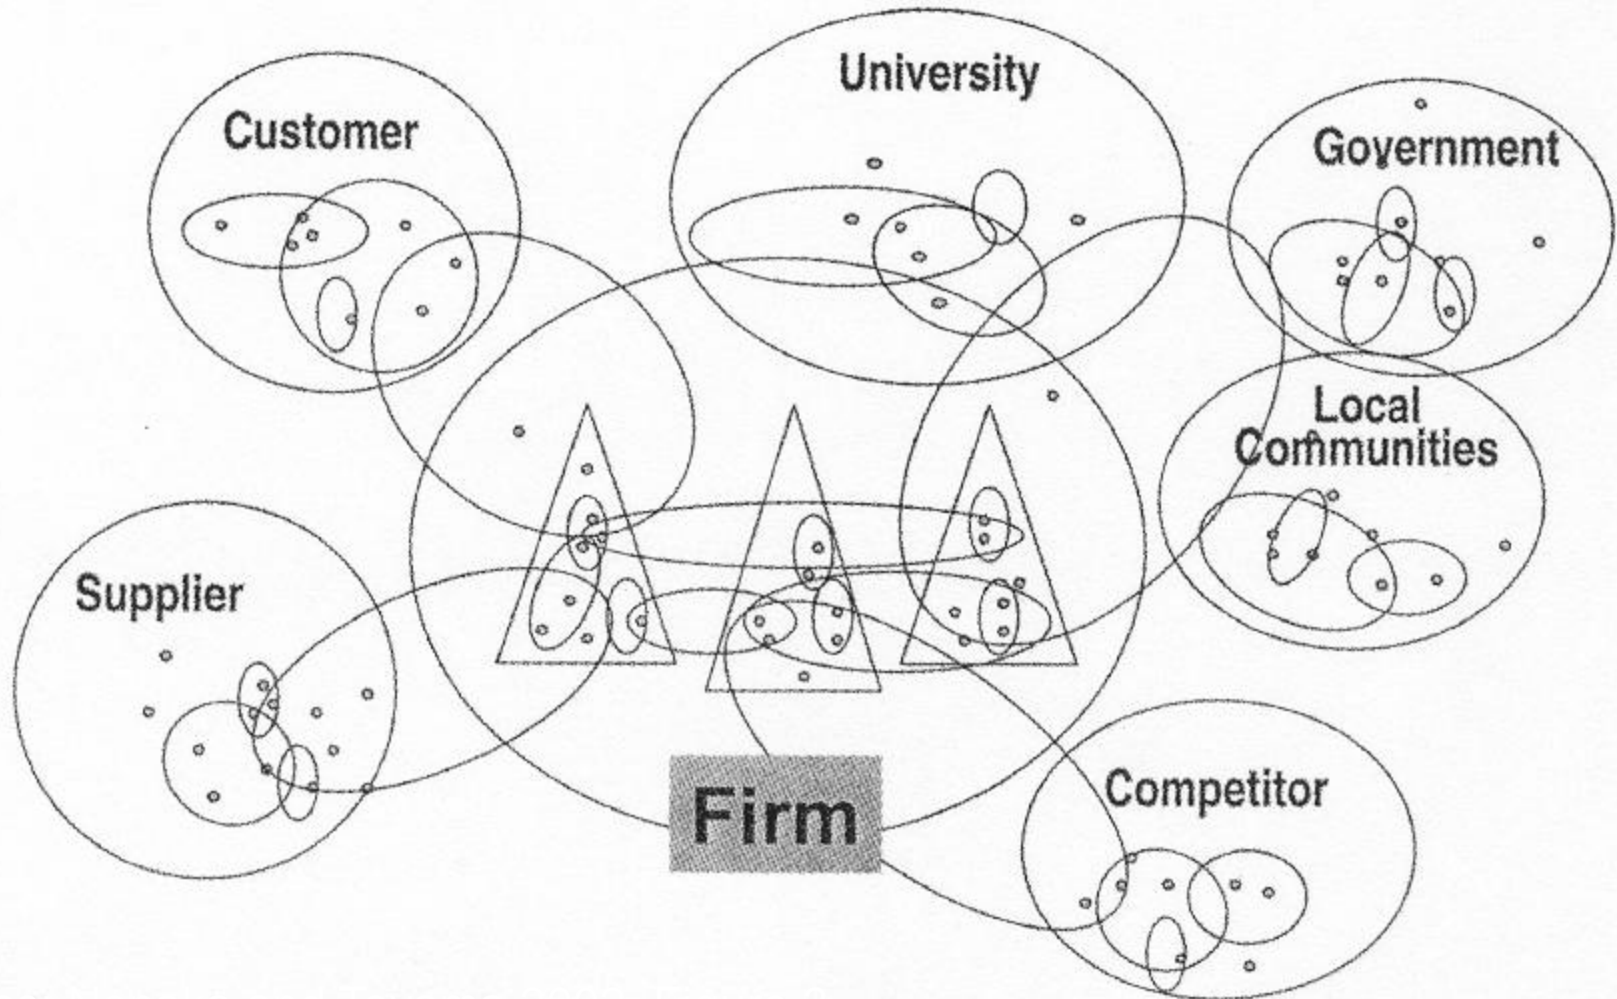 University
Customer
Government
Local
Communities
Supplier
Competitor
Firm